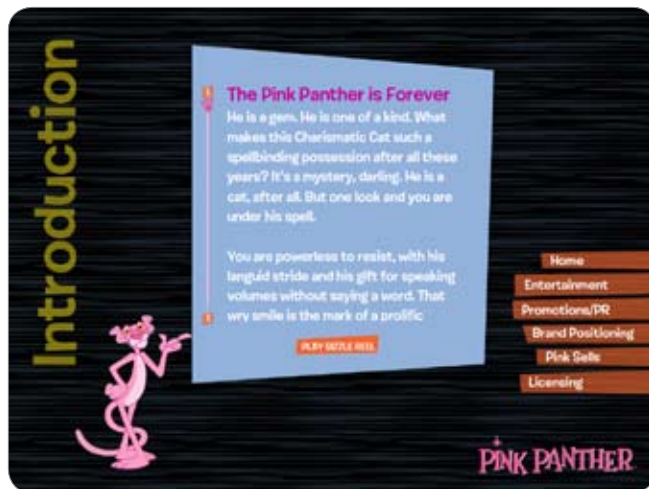 Introduction
The Pink Panther is Forever
He is a gem. He is one of a kind. What
makes this Charismatic Cat such a
spellbinding possession after all these
years? It's a mystery, darling. He is a
cat, after all. But one look and you are
under his spell.
You are powerless to resist, with his
languid stride and his gift for speaking
volumes without saying a word. That
wry smile is the mark of a prolific
PLAY SIZZLE REEL
Home
Entertainment
Promotions/PR
Brand Positioning
Pink Sells
Licensing
PINK PANTHER